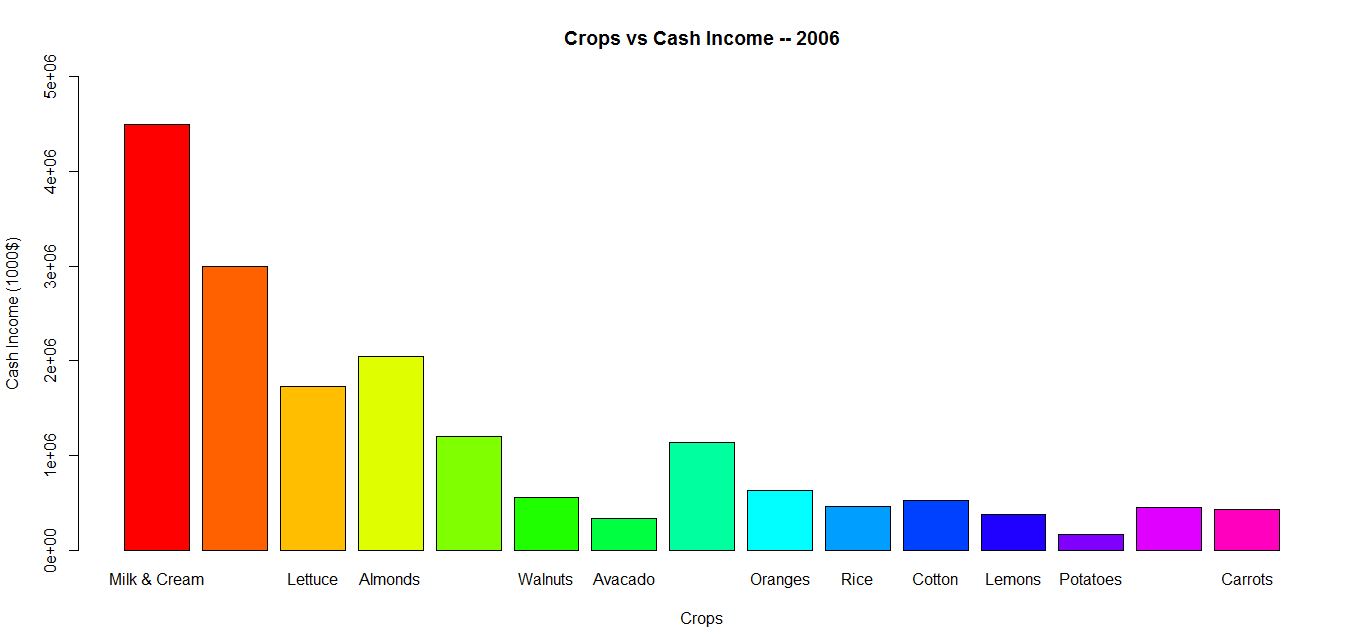 Crops vs Cash Income -- 2006
Cash Income (1000$)
5e+06
4e+06
3e+06
2e+06
1e+06
0e+00
Milk & Cream Lettuce Almonds Walnuts Avacado Oranges Rice Cotton Lemons Potatoes Carrots
Crops